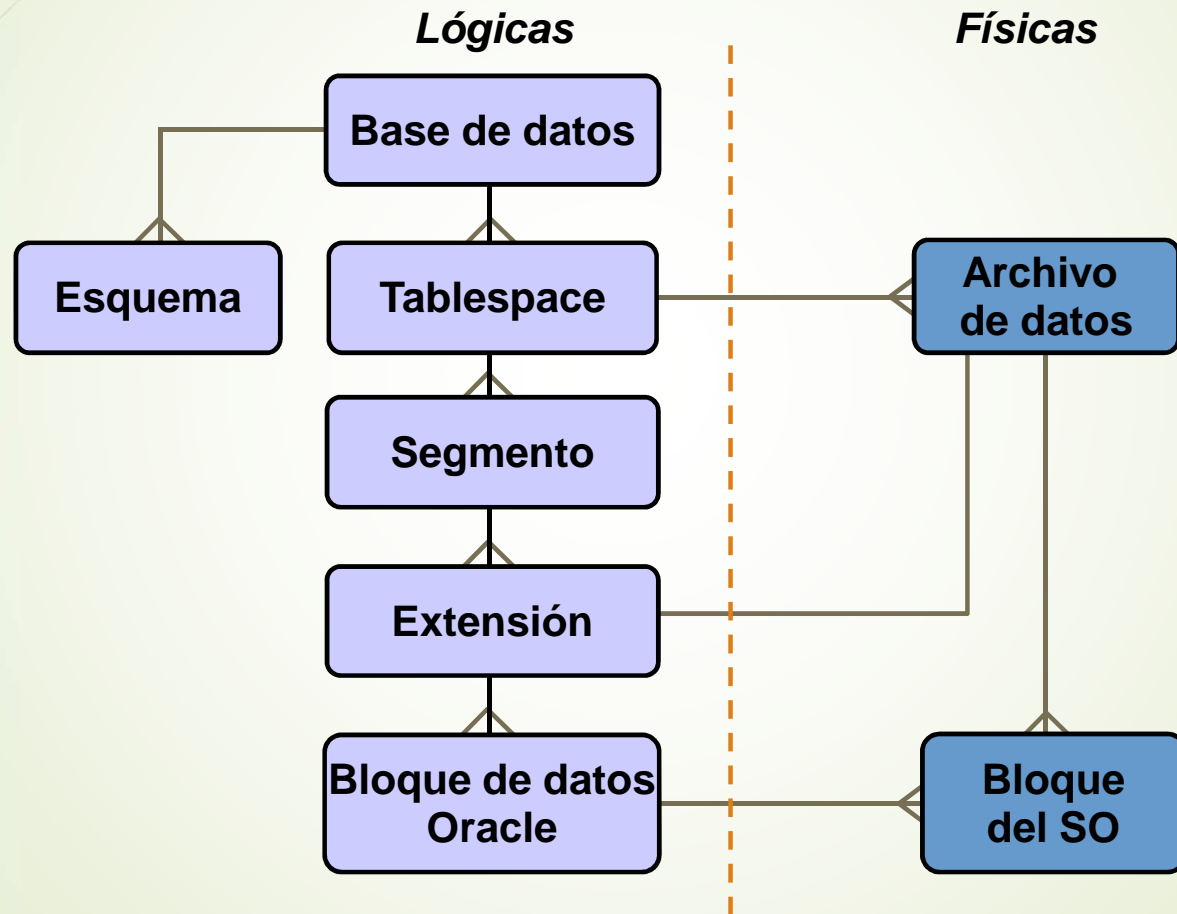 Lógicas
Físicas
Base de datos
Esquema
Tablespace
Archivo
de datos
Segmento
Extensión
Bloque de datos
Oracle
Bloque
del SO